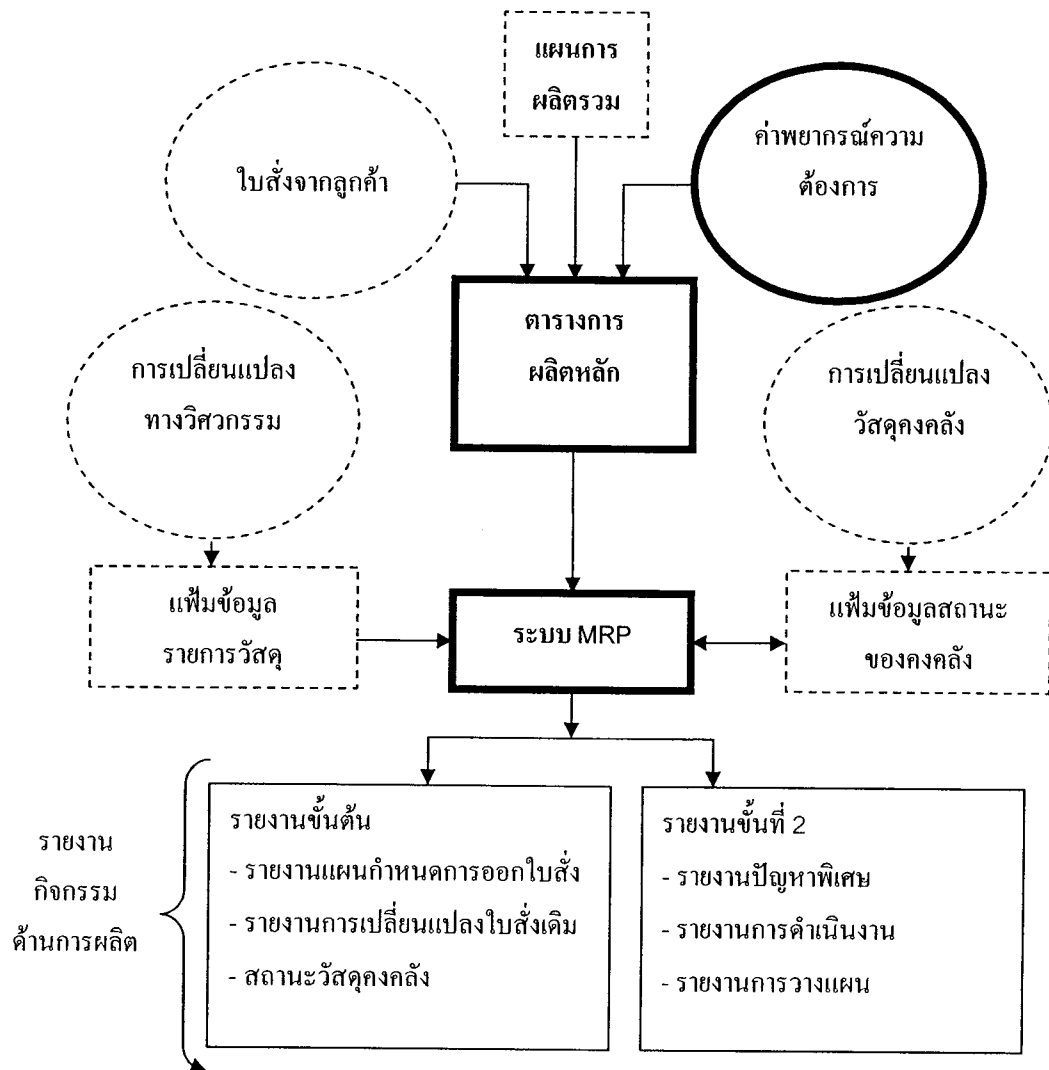 แผนการ
ผลิตรวม
ใบสั่งจากลูกค้า
ค่าพยากรณ์ความ
ต้องการ
ตารางการ
ผลิตหลัก
การเปลี่ยนแปลง
ทางวิศวกรรม
การเปลี่ยนแปลง
วัสดุคงคลัง
แฟ้มข้อมูล
รายการวัสดุ
ระบบ MRP
แฟ้มข้อมูลสถานะ
ของคงคลัง
รายงาน
กิจกรรม
ด้านการผลิต
รายงานขั้นต้น
- รายงานแผนกำหนดการออกใบสั่ง
- รายงานการเปลี่ยนแปลงใบสั่งเดิม
- สถานะวัสดุคงคลัง
รายงานขั้นที่ 2
- รายงานปัญหาพิเศษ
- รายงานการดำเนินงาน
- รายงานการวางแผน